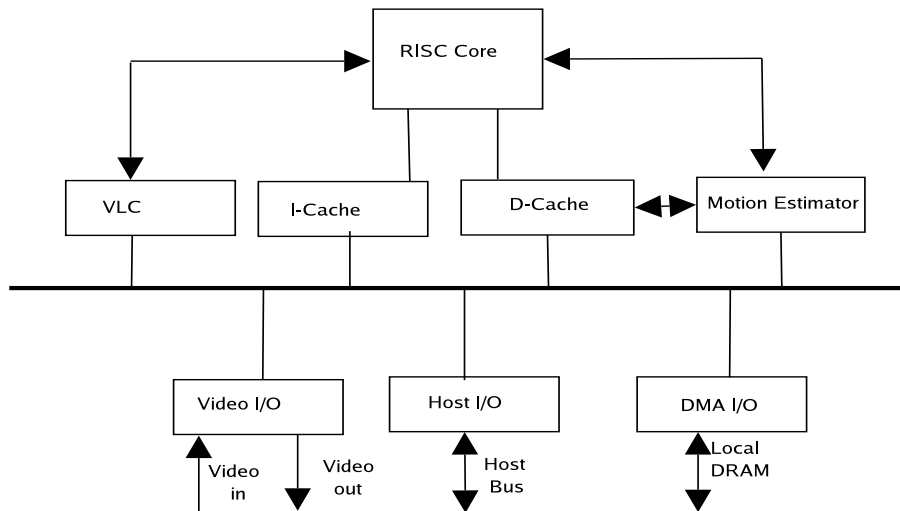 RISC Core
VLC
I-Cache
D-Cache
Motion Estimator
Video I/O
Host I/O
DMA I/O
Video
in
Video
out
Host
Bus
Local
DRAM